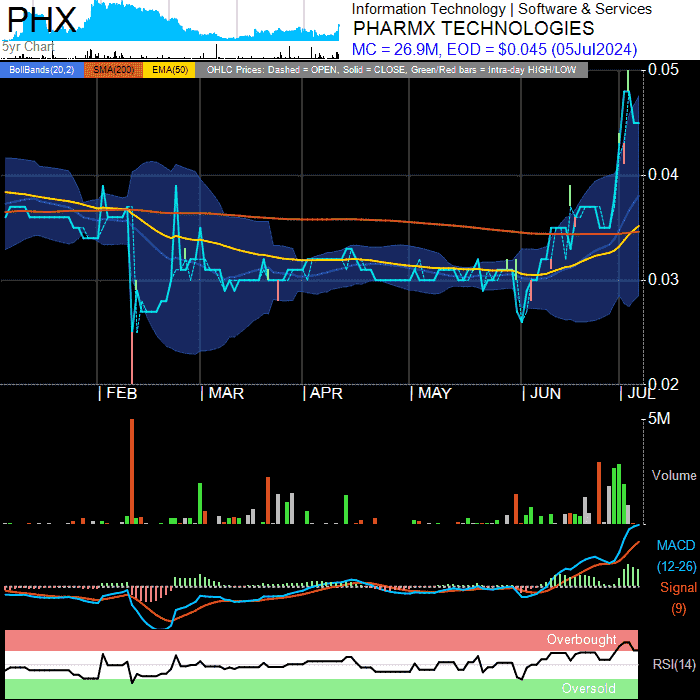 PHX
5yr Chart
Information Technology | Software & Services
PHARMX TECHNOLOGIES
MC = 26.9M, EOD = $0.045 (05Jul2024)
BollBands(20,2) SMA(200) EMA(50) OHLC Prices: Dashed = OPEN, Solid = CLOSE, Green/Red bars = Intra-day HIGH/LOW
0.05
0.04
0.03
0.02
| FEB | MAR | APR | MAY | JUN | JUL
5M
Volume
MACD
(12-26)
Signal
(9)
Overbought
RSI(14)
Oversold